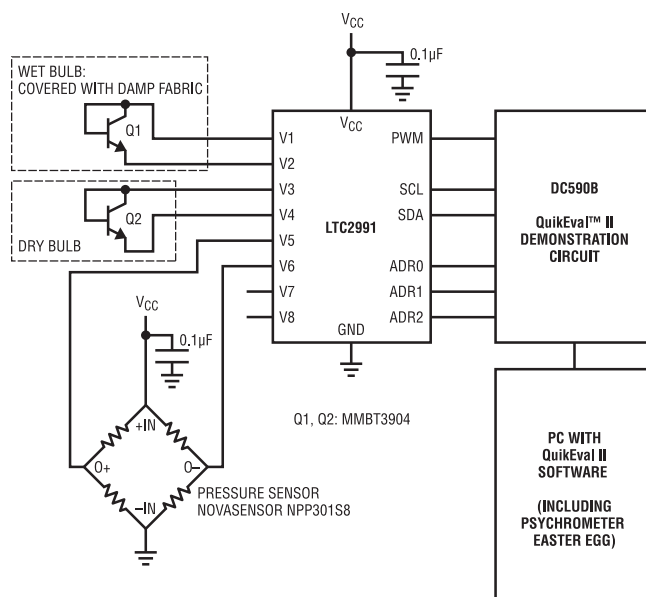 VCC
0.1µF
WET BULB:
COVERED WITH DAMP FABRIC
Q1
DRY BULB
Q2
V1
V2
V3
V4
V5
V6
V7
V8
VCC
LTC2991
GND
PWM
SCL
SDA
ADR0
ADR1
ADR2
DC590B
QuikEval™ II
DEMONSTRATION
CIRCUIT
VCC
0.1µF
+IN
O+
O–
–IN
PRESSURE SENSOR
NOVASENSOR NPP301S8
Q1, Q2: MMBT3904
PC WITH
QuikEval II
SOFTWARE
(INCLUDING
PSYCHROMETER
EASTER EGG)